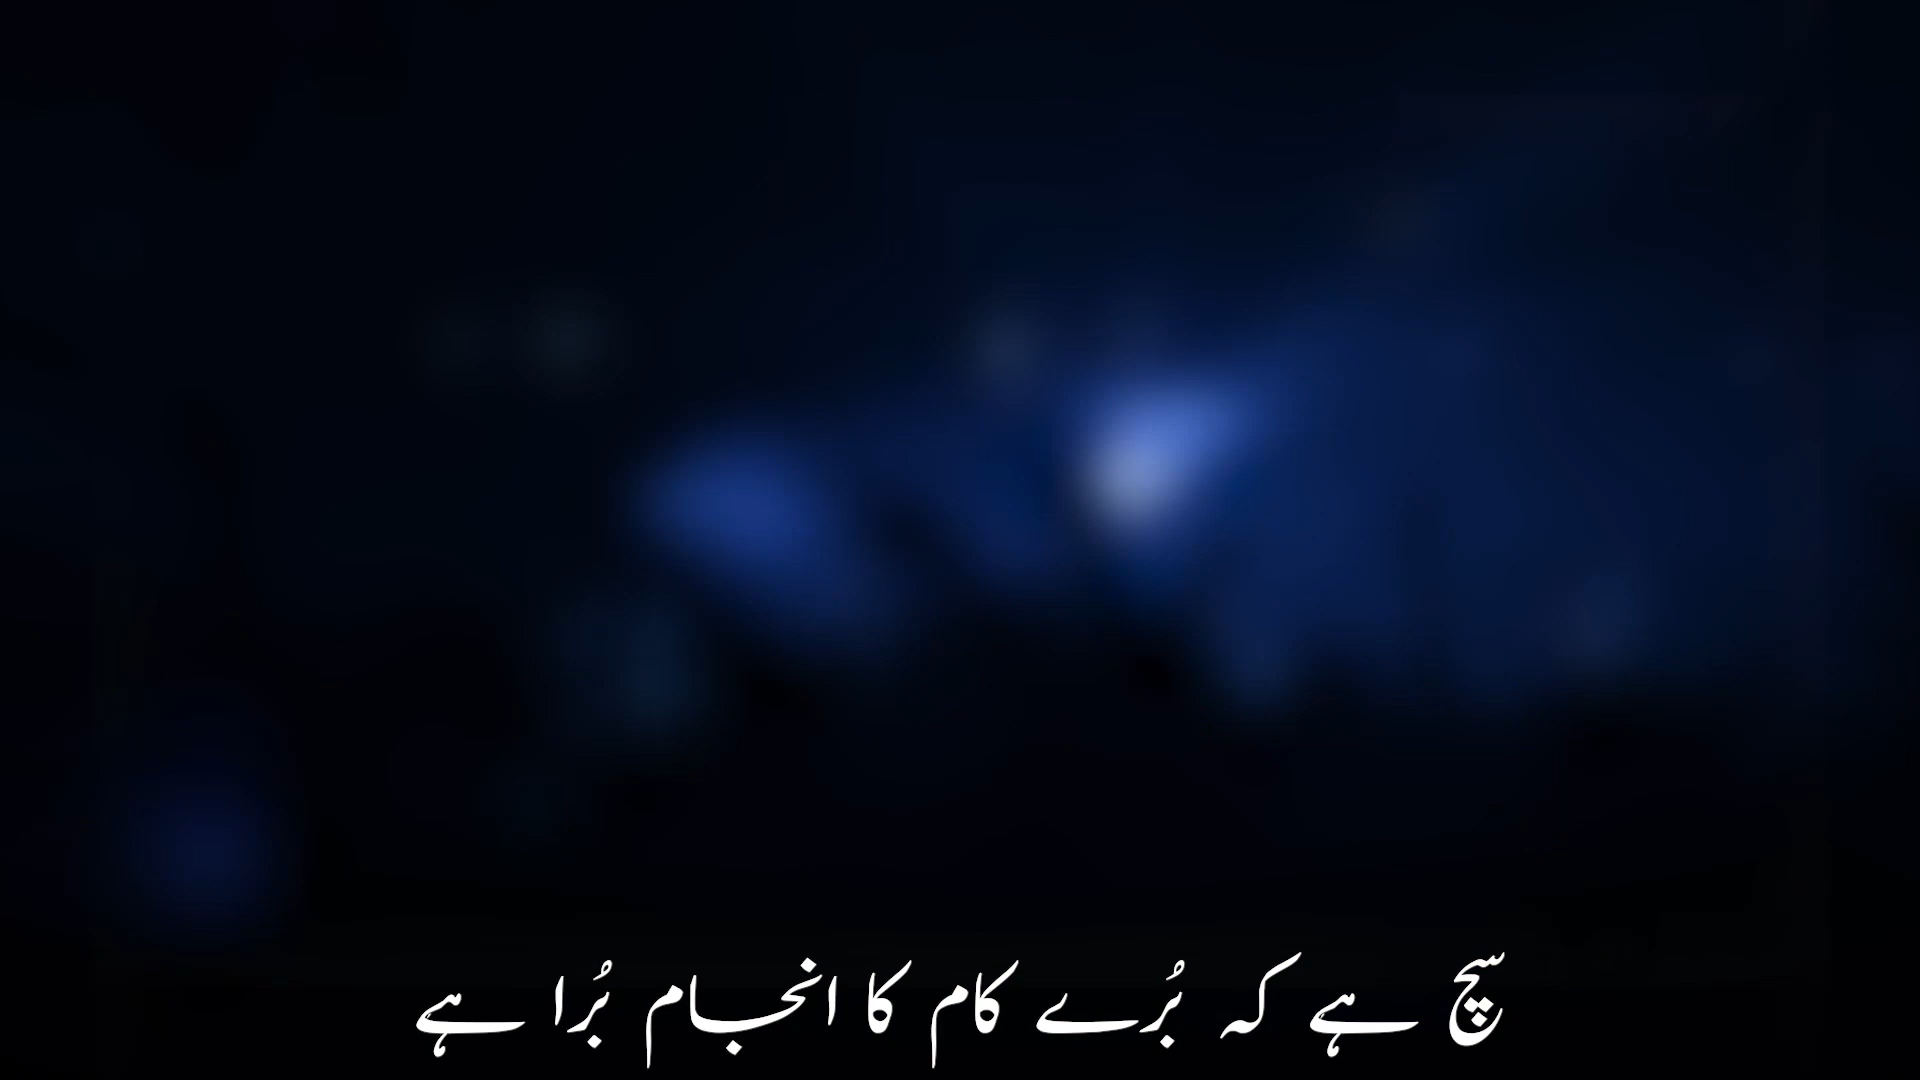 سچ ہے کہ بُرے کام کا انجام بُرا ہے